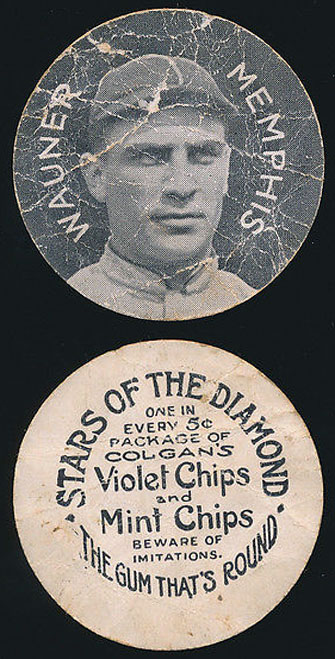 WAUNER
MEMPHIS
STARS OF THE DIAMOND
ONE IN
EVERY 5¢
PACKAGE OF
COLGAN'S
Violet Chips
and
Mint Chips
BEWARE OF
IMITATIONS.
THE GUM THAT'S ROUND